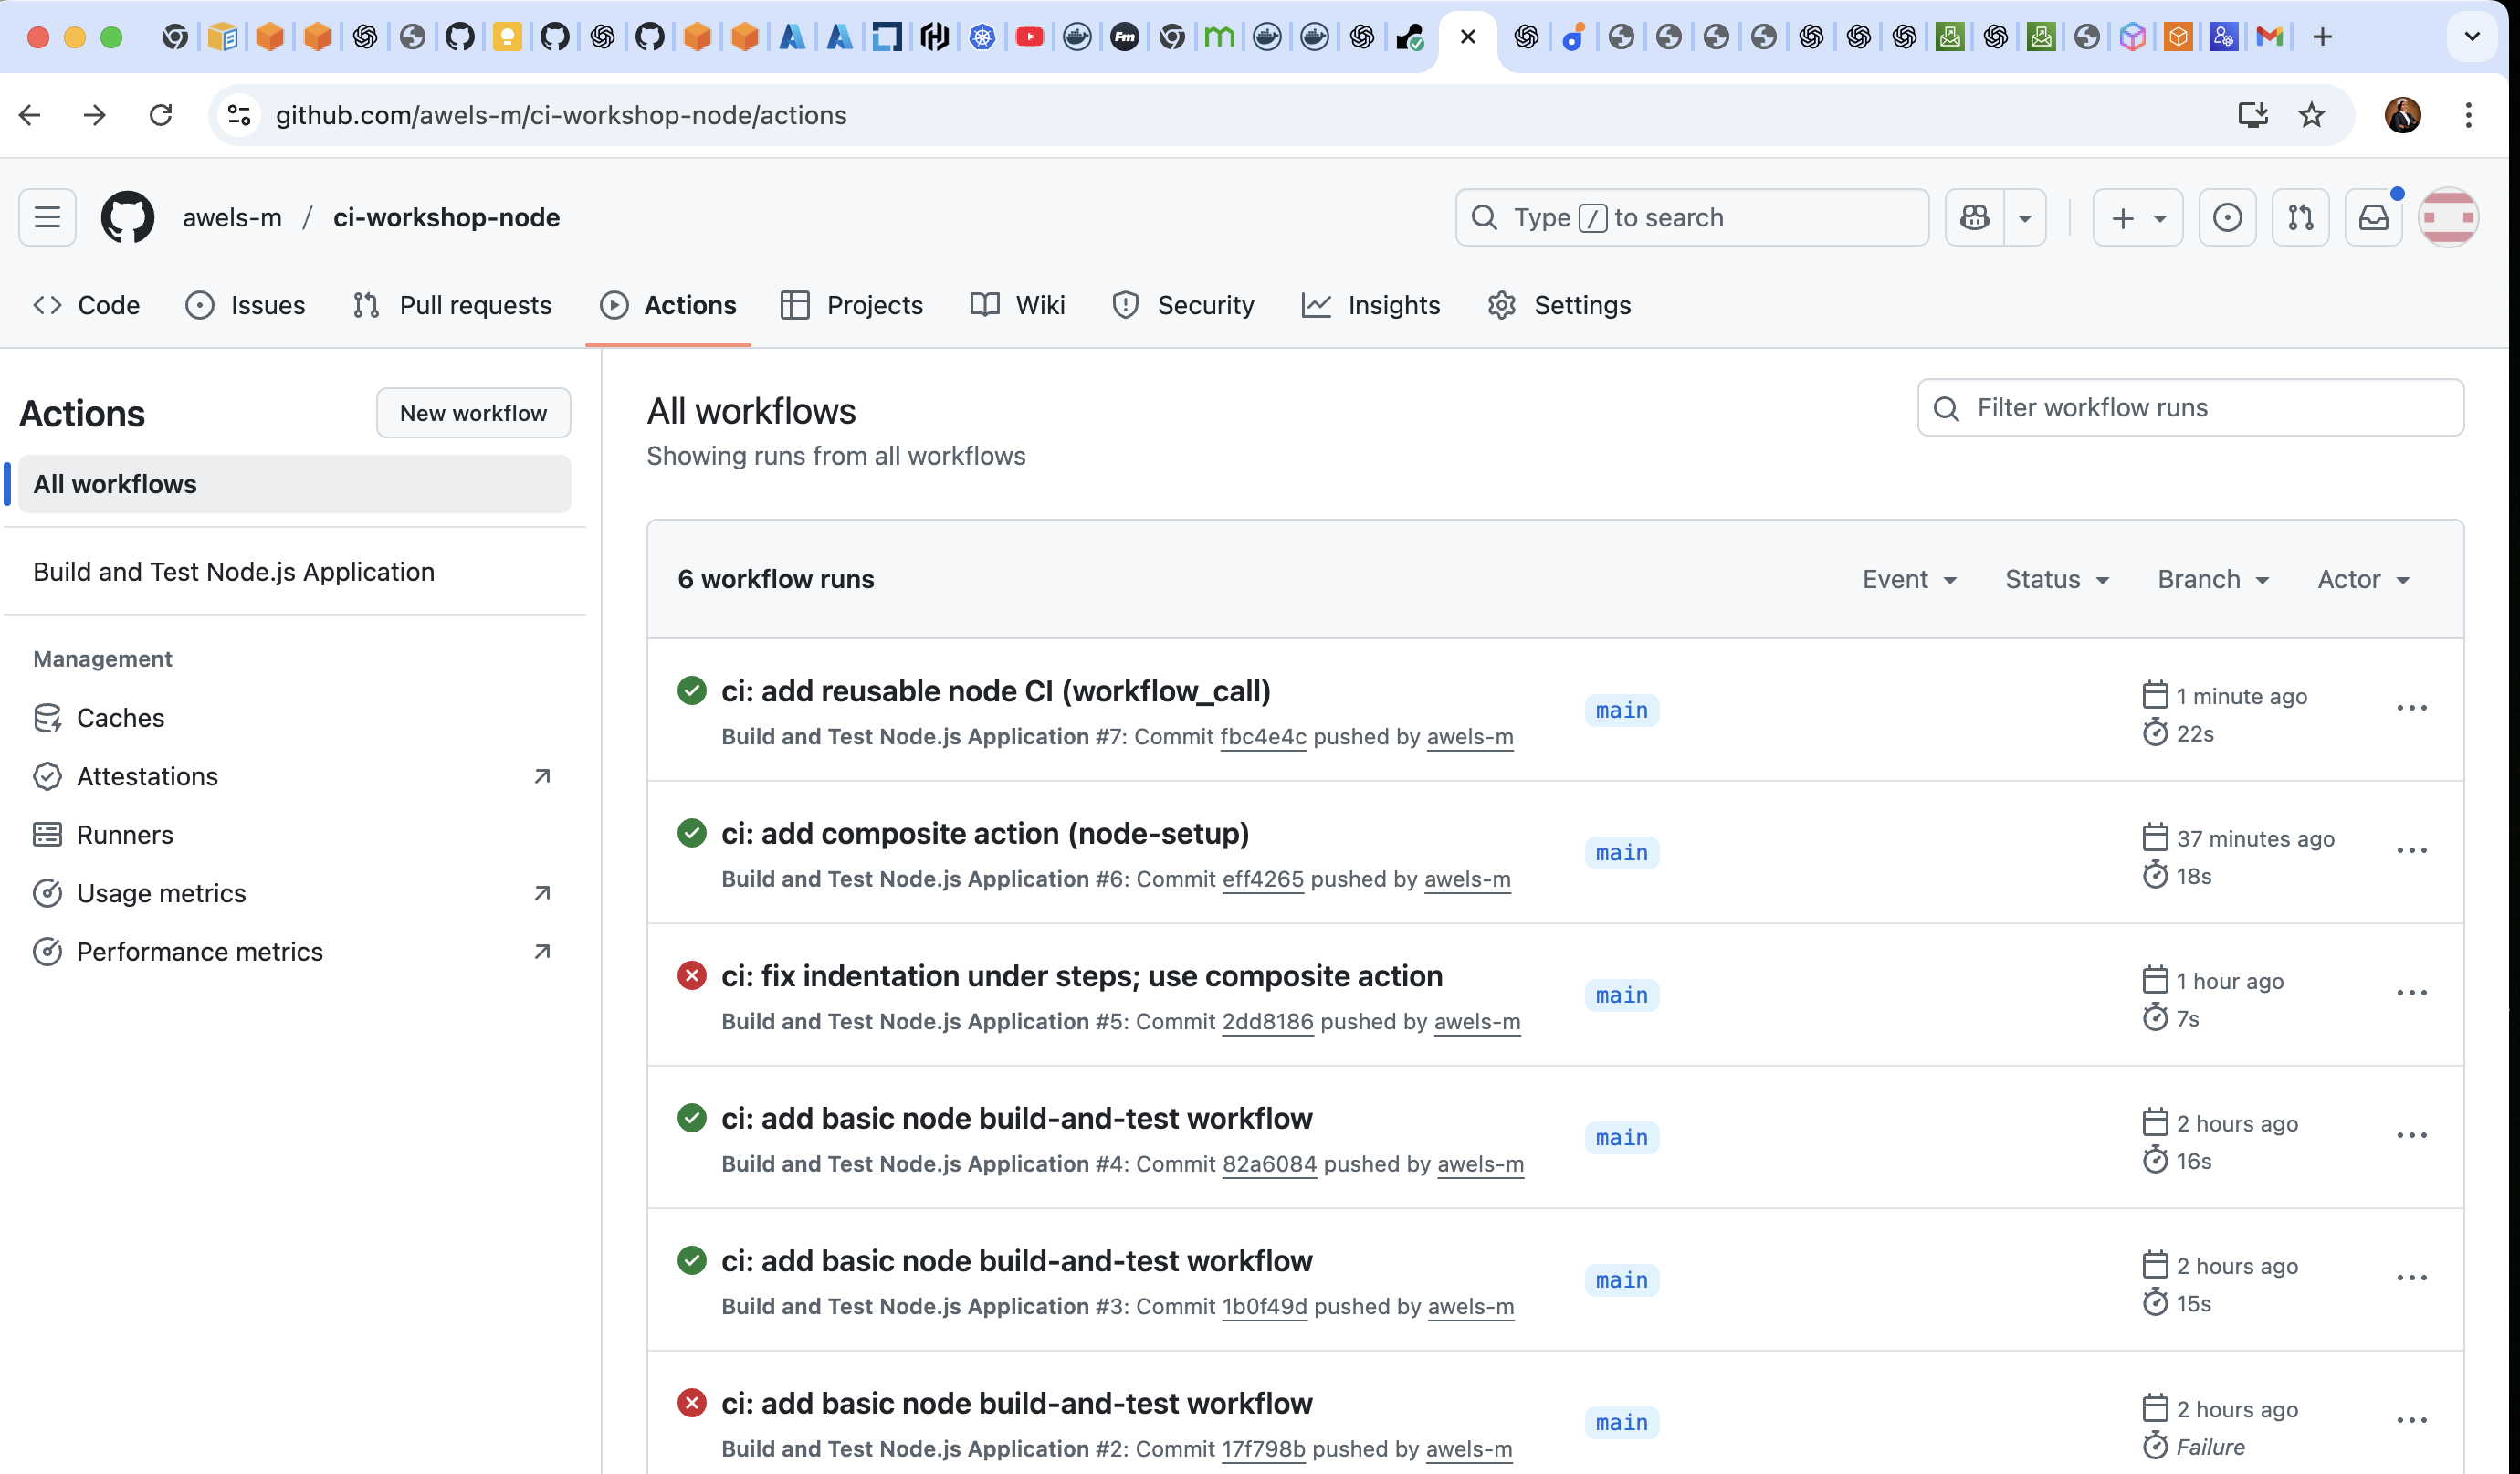 Fm
github.com/awels-m/ci-workshop-node/actions
awels-m / ci-workshop-node
Type / to search
Code
Issues
Pull requests
Actions
Projects
Wiki
Security
Insights
Settings
Actions
New workflow
All workflows
Build and Test Node.js Application
Management
Caches
Attestations
Runners
Usage metrics
Performance metrics
All workflows
Showing runs from all workflows
Filter workflow runs
6 workflow runs
Event
Status
Branch
Actor
ci: add reusable node CI (workflow_call)
Build and Test Node.js Application #7: Commit fbc4e4c pushed by awels-m
main
1 minute ago
22s
ci: add composite action (node-setup)
Build and Test Node.js Application #6: Commit eff4265 pushed by awels-m
main
37 minutes ago
18s
ci: fix indentation under steps; use composite action
Build and Test Node.js Application #5: Commit 2dd8186 pushed by awels-m
main
1 hour ago
7s
ci: add basic node build-and-test workflow
Build and Test Node.js Application #4: Commit 82a6084 pushed by awels-m
main
2 hours ago
16s
ci: add basic node build-and-test workflow
Build and Test Node.js Application #3: Commit 1b0f49d pushed by awels-m
main
2 hours ago
15s
ci: add basic node build-and-test workflow
Build and Test Node.js Application #2: Commit 17f798b pushed by awels-m
main
2 hours ago
Failure